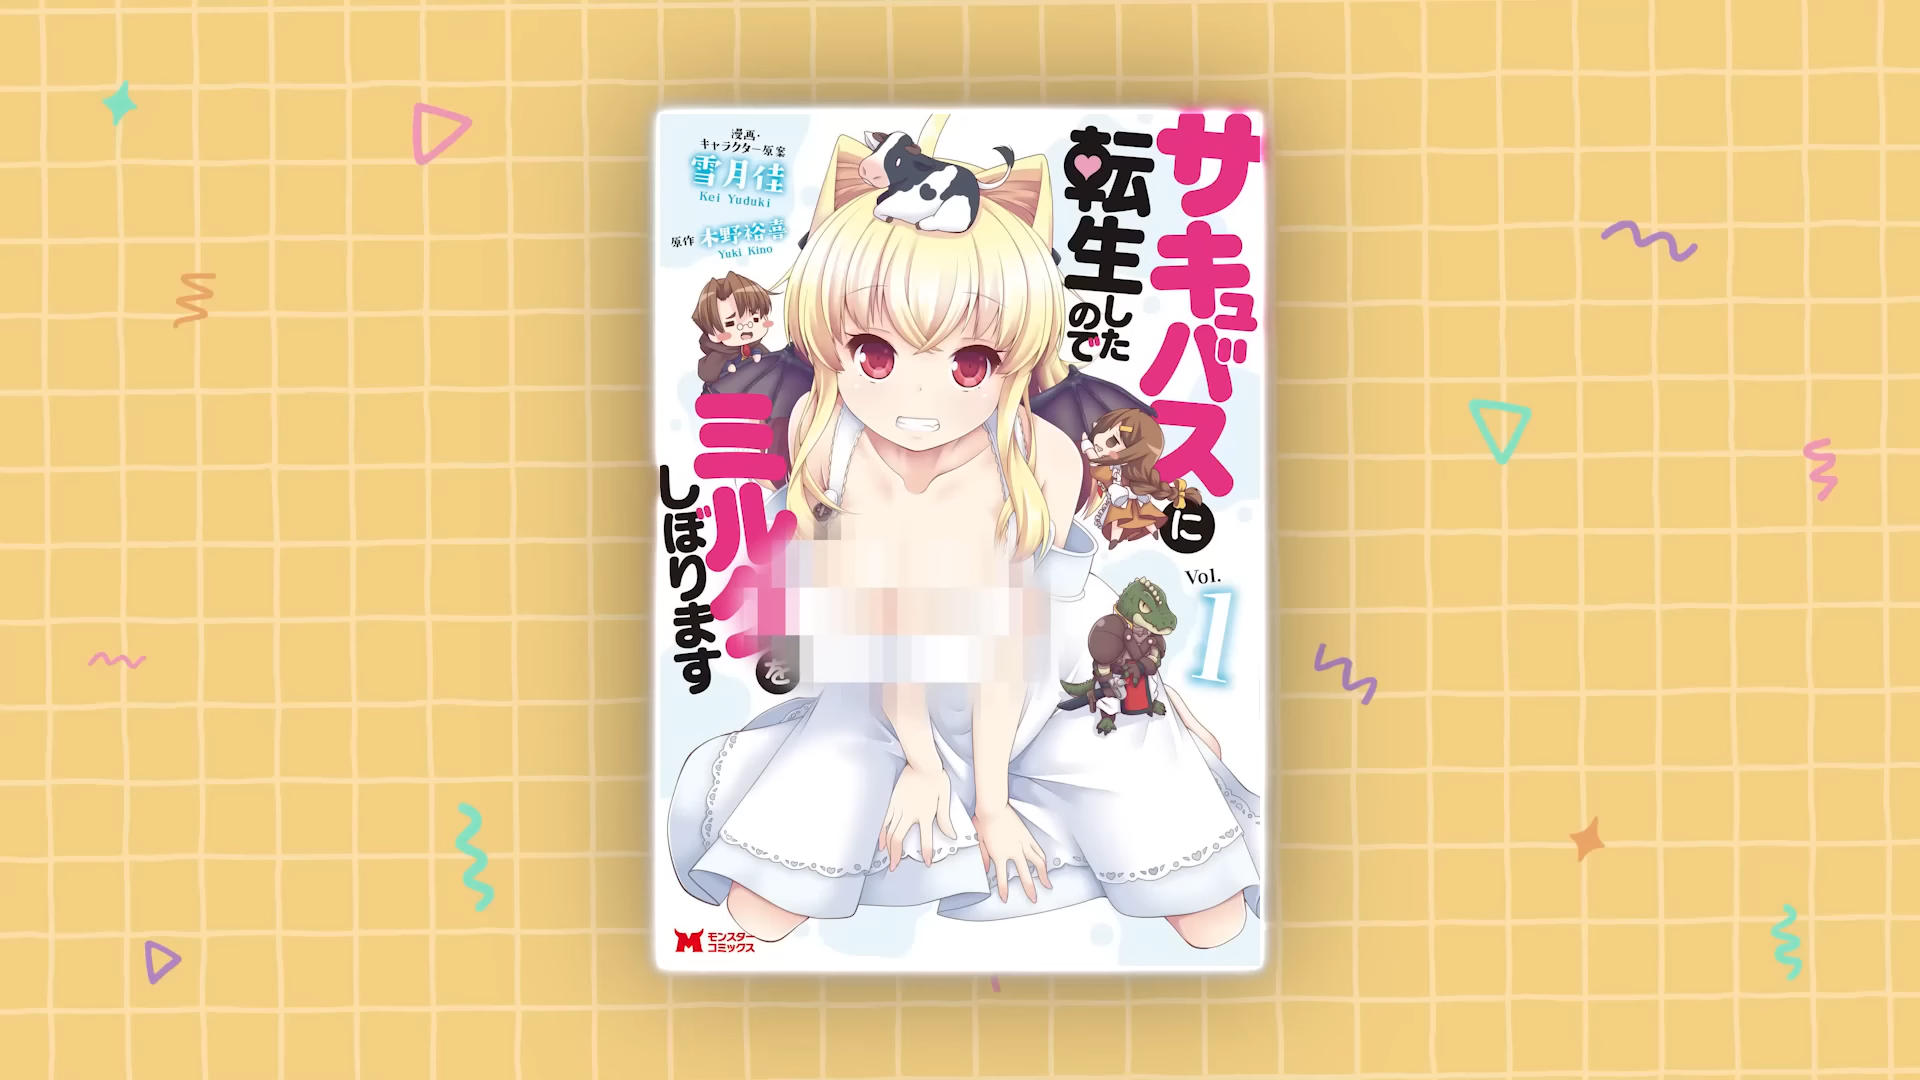 サキュバスに
転生したので
ミルクを
しぼります
漫画・
キャラクター原案
雪月佳
Kei Yuduki
原作 木野裕喜
Yuki Kino
Vol.
1
M モンスター
コミックス